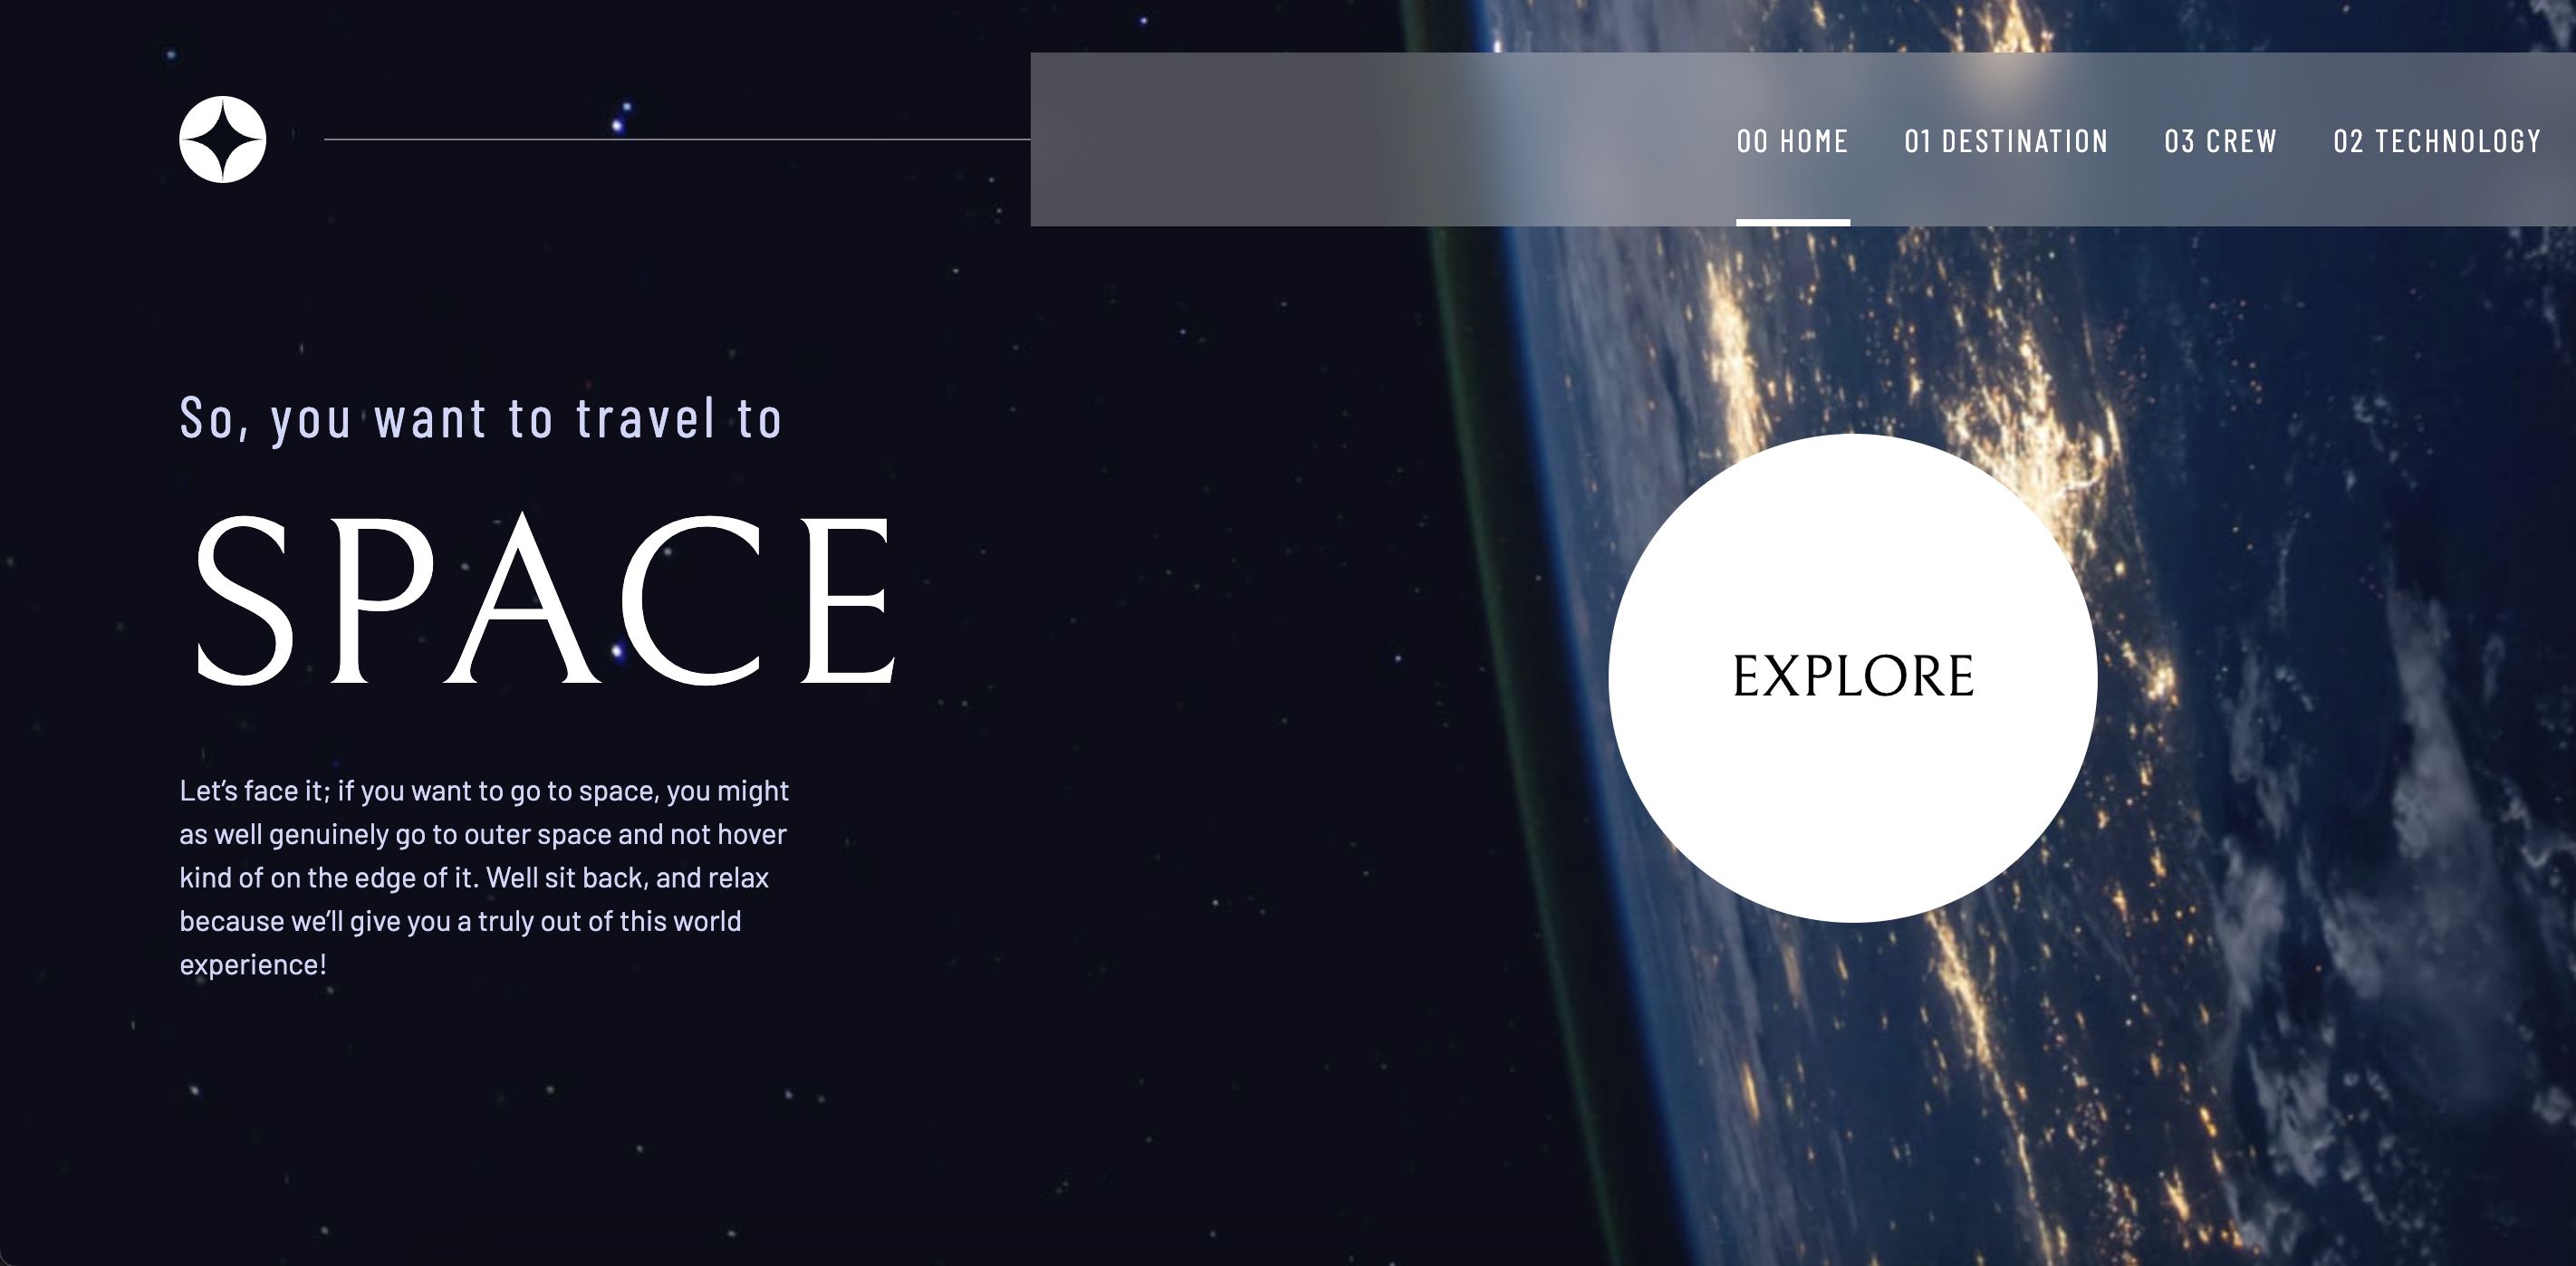 00 HOME 01 DESTINATION 03 CREW 02 TECHNOLOGY
So, you want to travel to
SPACE
Let’s face it; if you want to go to space, you might
as well genuinely go to outer space and not hover
kind of on the edge of it. Well sit back, and relax
because we’ll give you a truly out of this world
experience!
EXPLORE